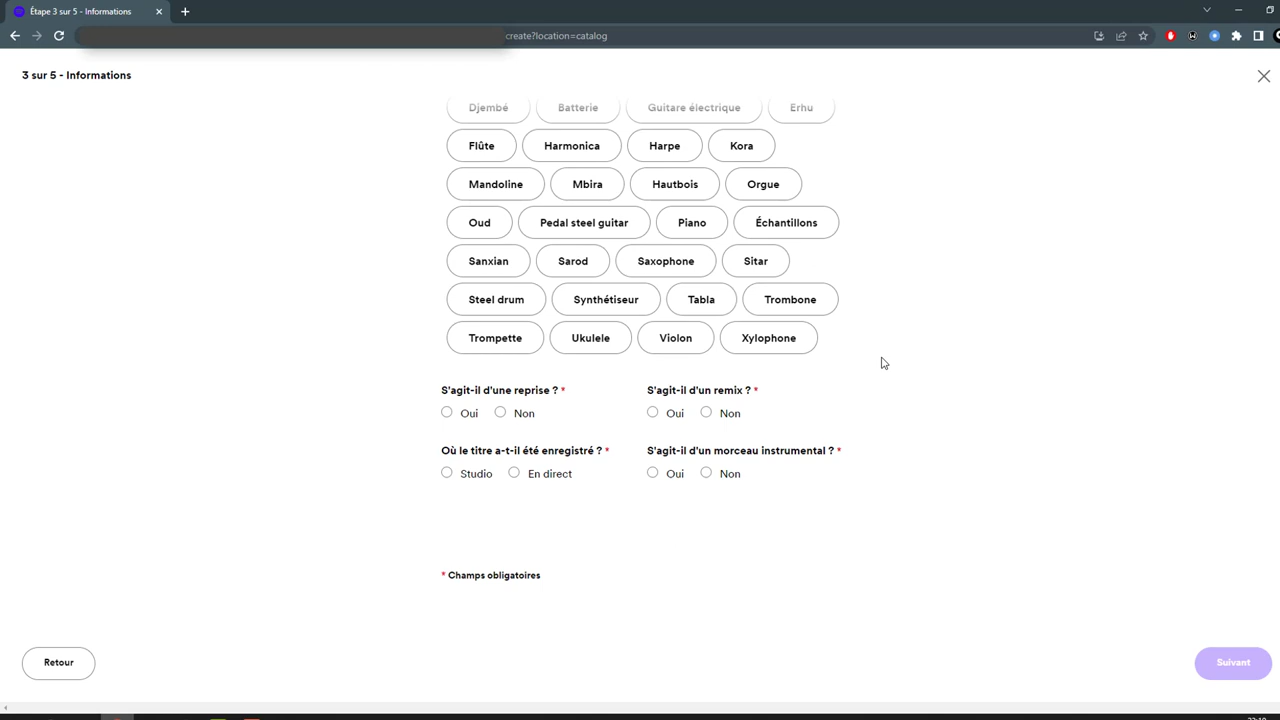 Étape 3 sur 5 - Informations
create?location=catalog
3 sur 5 - Informations
Djembé Batterie Guitare électrique Erhu
Flûte Harmonica Harpe Kora
Mandoline Mbira Hautbois Orgue
Oud Pedal steel guitar Piano Échantillons
Sanxian Sarod Saxophone Sitar
Steel drum Synthétiseur Tabla Trombone
Trompette Ukulele Violon Xylophone
S'agit-il d'une reprise ? * S'agit-il d'un remix ? *
Oui Non Oui Non
Où le titre a-t-il été enregistré ? * S'agit-il d'un morceau instrumental ? *
Studio En direct Oui Non
* Champs obligatoires
Retour Suivant